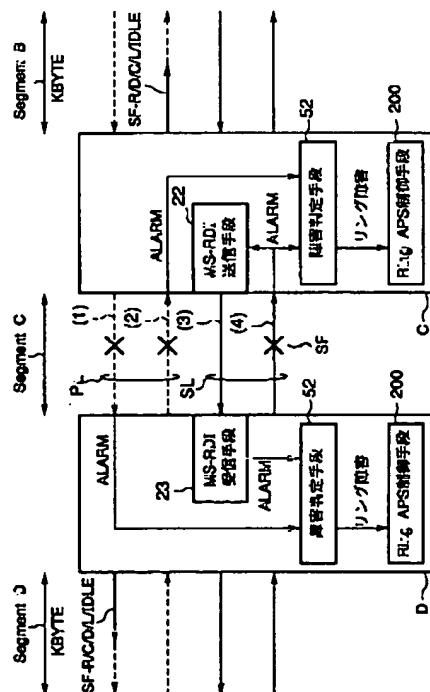 Segment B
KBYTE
SF-R/D/C/L/IDLE
Segment C
ALARM
22
MS-RDI
送信手段
ALARM
52
障害判定手段
リング障害
200
APS制御手段
C
(1)
(2)
(3)
(4)
P
SL
SF
ALARM
23
MS-RDI
受信手段
ALARM
52
障害判定手段
リング障害
200
APS制御手段
D
Segment D
KBYTE
SF-R/C/D/L/IDLE